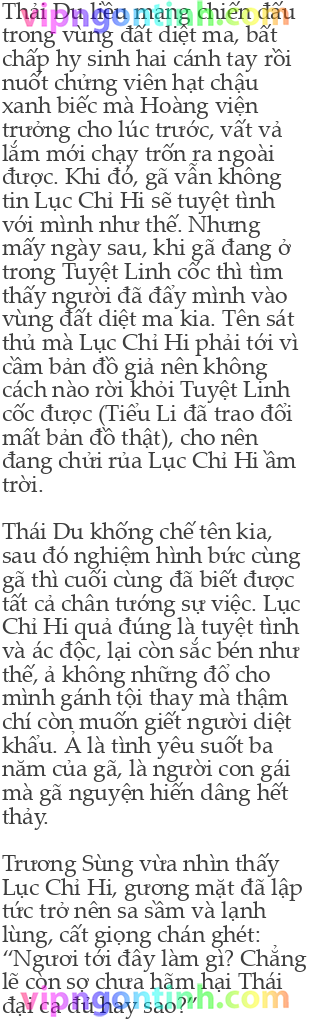 Thái Du liều mạng chiến đấu
trong vùng đất diệt ma, bất
chấp hy sinh hai cánh tay rồi
nuốt chửng viên hạt châu
xanh biếc mà Hoàng viện
trưởng cho lúc trước, vất vả
lắm mới chạy trốn ra ngoài
được. Khi đó, gã vẫn không
tin Lục Chỉ Hi sẽ tuyệt tình
với mình như thế. Nhưng
mấy ngày sau, khi gã đang ở
trong Tuyệt Linh cốc thì tìm
thấy người đã đẩy mình vào
vùng đất diệt ma kia. Tên sát
thủ mà Lục Chỉ Hi phải tới vì
cầm bản đồ giả nên không
cách nào rời khỏi Tuyệt Linh
cốc được (Tiểu Li đã trao đổi
mất bản đồ thật), cho nên
đang chửi rủa Lục Chỉ Hi ầm
trời.

Thái Du khống chế tên kia,
sau đó nghiệm hình bức cùng
gã thì cuối cùng đã biết được
tất cả chân tướng sự việc. Lục
Chỉ Hi quả đúng là tuyệt tình
và ác độc, lại còn sắc bén như
thế, ả không những đổ cho
mình gánh tội thay mà thậm
chí còn muốn giết người diệt
khẩu. Ả là tình yêu suốt ba
năm của gã, là người con gái
mà gã nguyện hiến dâng hết
thảy.

Trương Sùng vừa nhìn thấy
Lục Chỉ Hi, gương mặt đã lập
tức trở nên sa sầm và lạnh
lùng, cất giọng chán ghét:
“Ngươi tới đây làm gì? Chẳng
lẽ còn sợ chưa hãm hại Thái
đại ca đủ hay sao?”
vipngontinh.com
vipngontinh.com